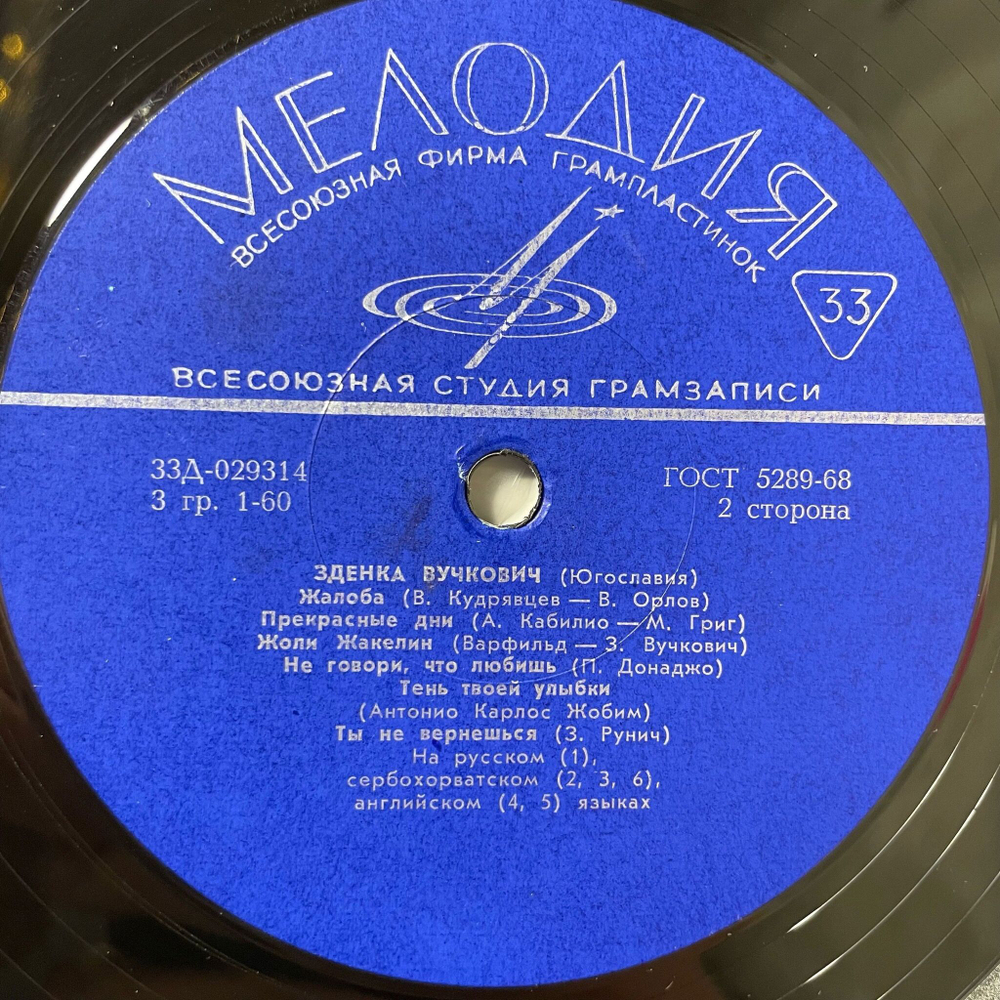 МЕЛОДИЯ
ВСЕСОЮЗНАЯ ФИРМА ГРАМПЛАСТИНОК
33
ВСЕСОЮЗНАЯ СТУДИЯ ГРАМЗАПИСИ
33Д-029314
3 гр. 1-60
ГОСТ 5289-68
2 сторона
ЗДЕНКА ВУЧКОВИЧ (Югославия)
Жалоба (В. Кудрявцев — В. Орлов)
Прекрасные дни (А. Кабилио — М. Григ)
Жоли Жакелин (Варфильд — З. Вучкович)
Не говори, что любишь (П. Донаджо)
Тень твоей улыбки
(Антонио Карлос Жобим)
Ты не вернешься (З. Рунич)
На русском (1),
сербохорватском (2, 3, 6),
английском (4, 5) языках